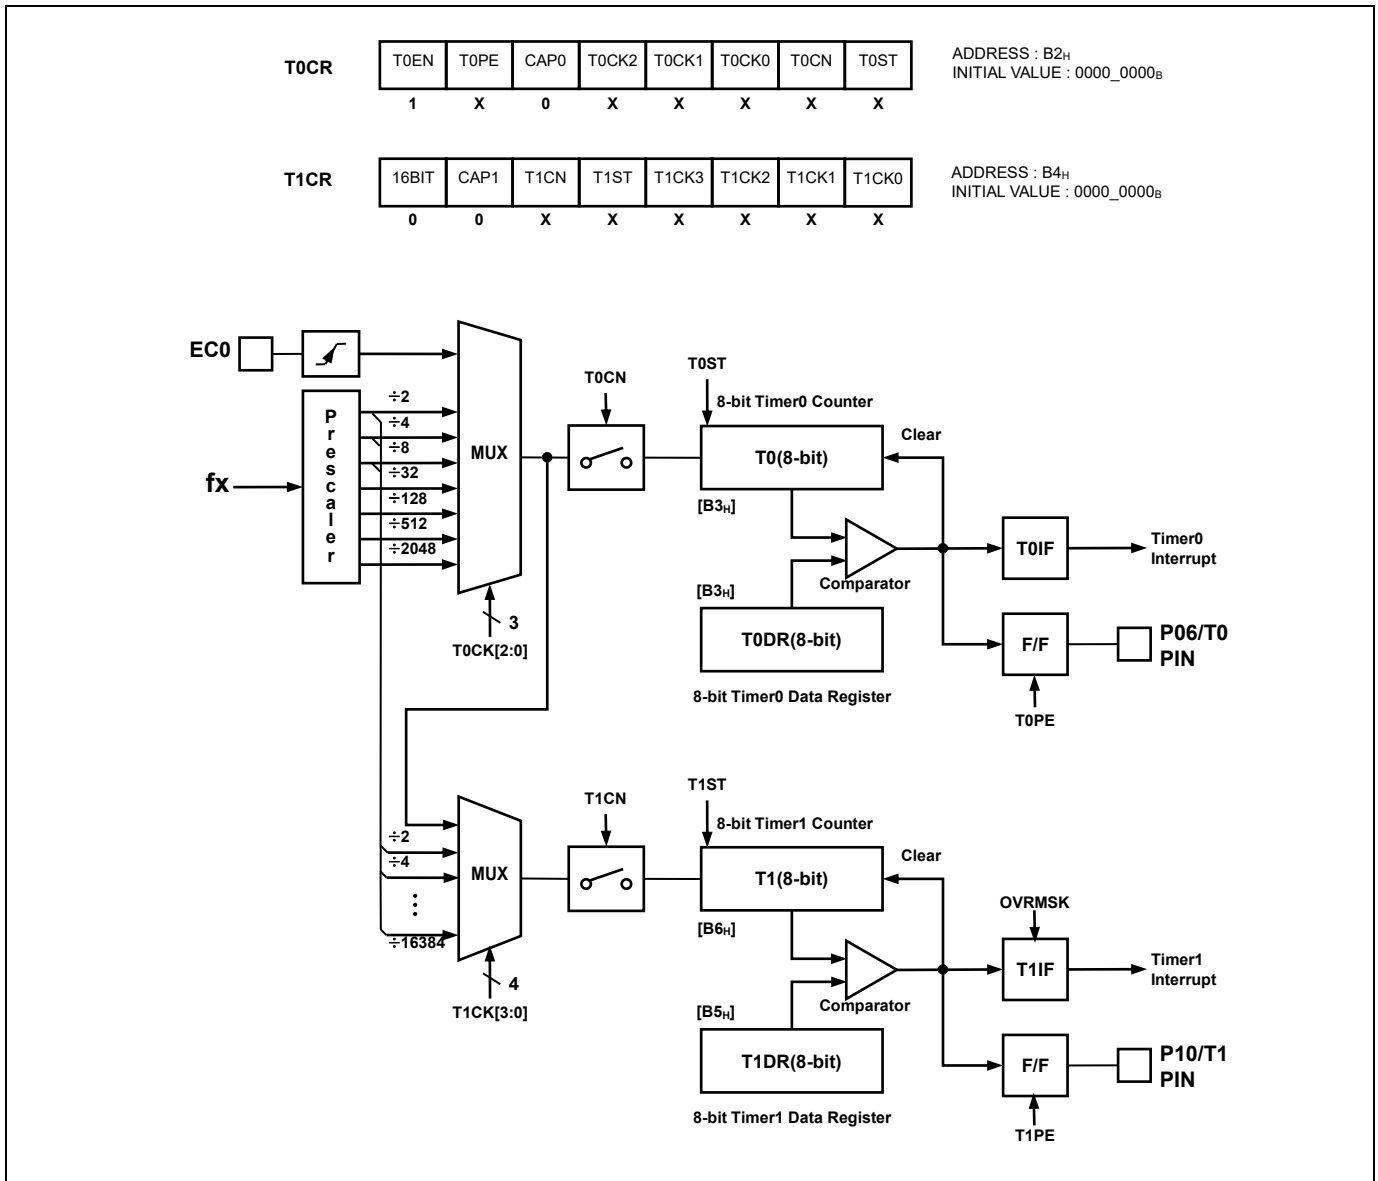 T0CR
T0EN T0PE CAP0 T0CK2 T0CK1 T0CK0 T0CN T0ST
1 X 0 X X X X X
ADDRESS : B2H
INITIAL VALUE : 0000_0000B
T1CR
16BIT CAP1 T1CN T1ST T1CK3 T1CK2 T1CK1 T1CK0
0 0 X X X X X X
ADDRESS : B4H
INITIAL VALUE : 0000_0000B
EC0
fx
Prescaler
÷2
÷4
÷8
÷32
÷128
÷512
÷2048
MUX
3
T0CK[2:0]
T0CN
T0ST
8-bit Timer0 Counter
T0(8-bit)
[B3H]
Clear
Comparator
[B3H]
T0DR(8-bit)
8-bit Timer0 Data Register
T0IF
Timer0
Interrupt
F/F
T0PE
P06/T0
PIN
÷2
÷4
⋮
÷16384
MUX
4
T1CK[3:0]
T1CN
T1ST
8-bit Timer1 Counter
T1(8-bit)
[B6H]
Clear
Comparator
[B5H]
T1DR(8-bit)
8-bit Timer1 Data Register
OVRMSK
T1IF
Timer1
Interrupt
F/F
T1PE
P10/T1
PIN